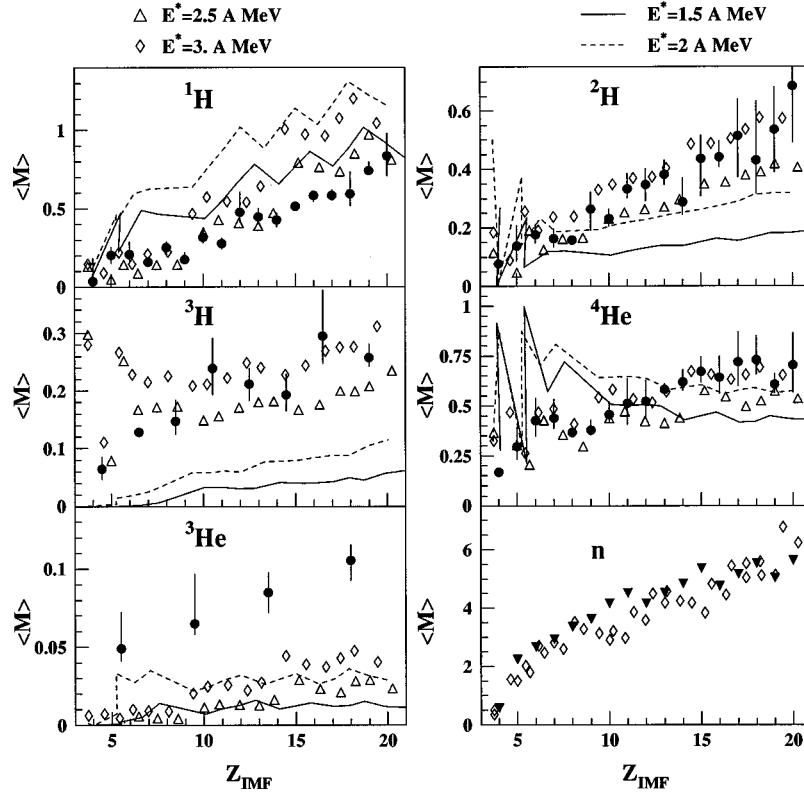 △ E*=2.5 A MeV
◇ E*=3. A MeV
E*=1.5 A MeV
E*=2 A MeV
¹H
<M>
1
0.5
0
²H
<M>
0.6
0.4
0.2
0
³H
<M>
0.3
0.2
0.1
0
⁴He
<M>
1
0.75
0.5
0.25
0
³He
<M>
0.1
0.05
0
5 10 15 20
Z_IMF
n
<M>
6
4
2
0
5 10 15 20
Z_IMF